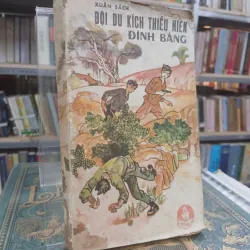 XUÂN SÁCH
ĐỘI DU KÍCH THIẾU NIÊN
ĐÌNH BẢNG